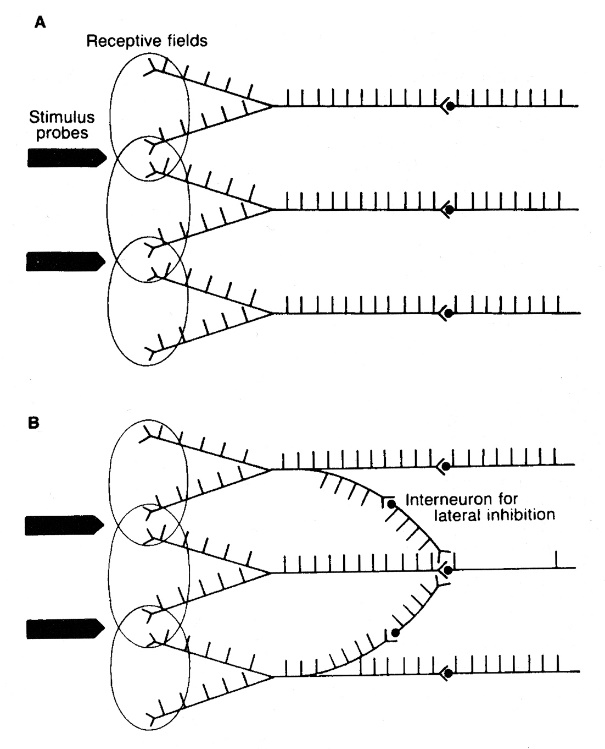 A
Receptive fields
Stimulus
probes
B
Interneuron for
lateral inhibition